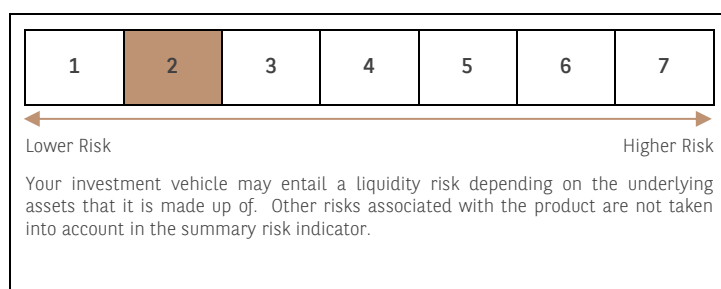 1 2 3 4 5 6 7
Lower Risk Higher Risk
Your investment vehicle may entail a liquidity risk depending on the underlying
assets that it is made up of. Other risks associated with the product are not taken
into account in the summary risk indicator.